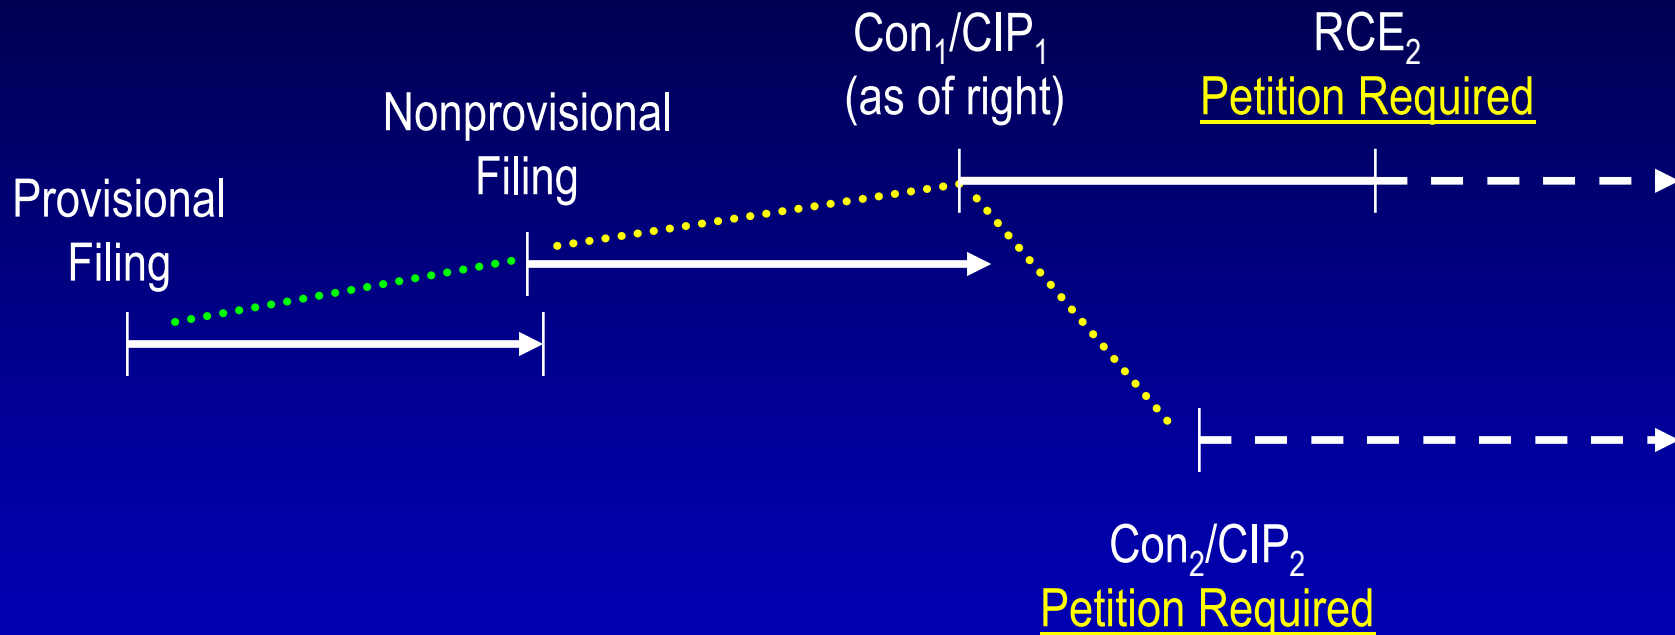 Provisional
Filing
Nonprovisional
Filing
Con₁/CIP₁
(as of right)
RCE₂
Petition Required
Con₂/CIP₂
Petition Required